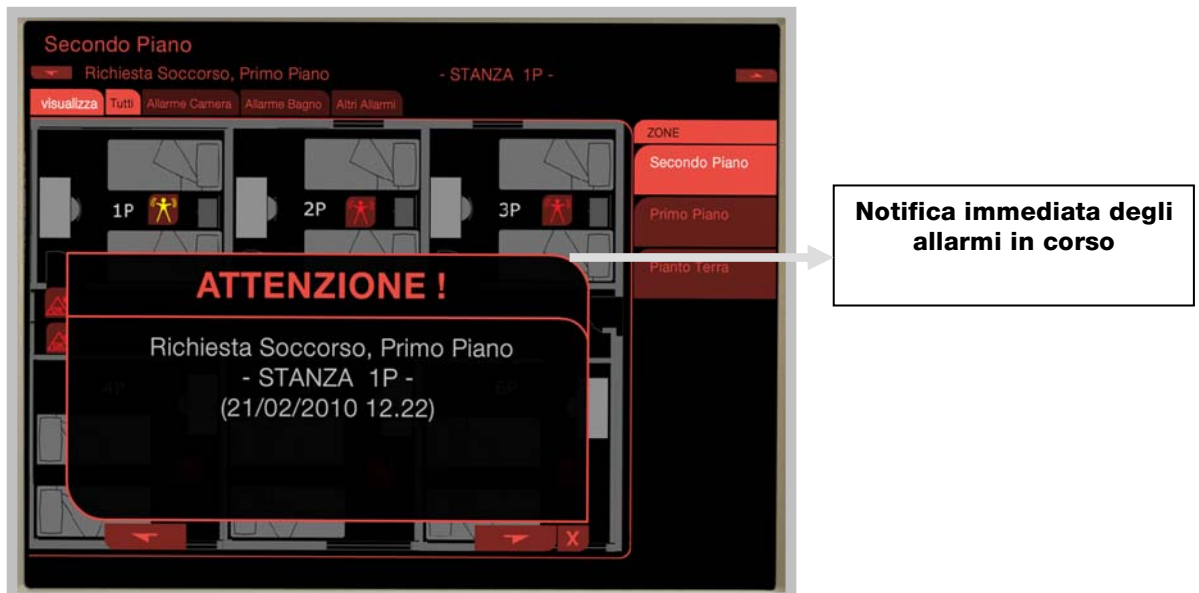 Secondo Piano
Richiesta Soccorso, Primo Piano - STANZA 1P -
visualizza Tutti Allarme Camera Allarme Bagno Altri Allarmi
ZONE
Secondo Piano
Primo Piano
Pianto Terra
1P 2P 3P
ATTENZIONE !
Richiesta Soccorso, Primo Piano
- STANZA 1P -
(21/02/2010 12.22)
4P 6P
X
Notifica immediata degli
allarmi in corso